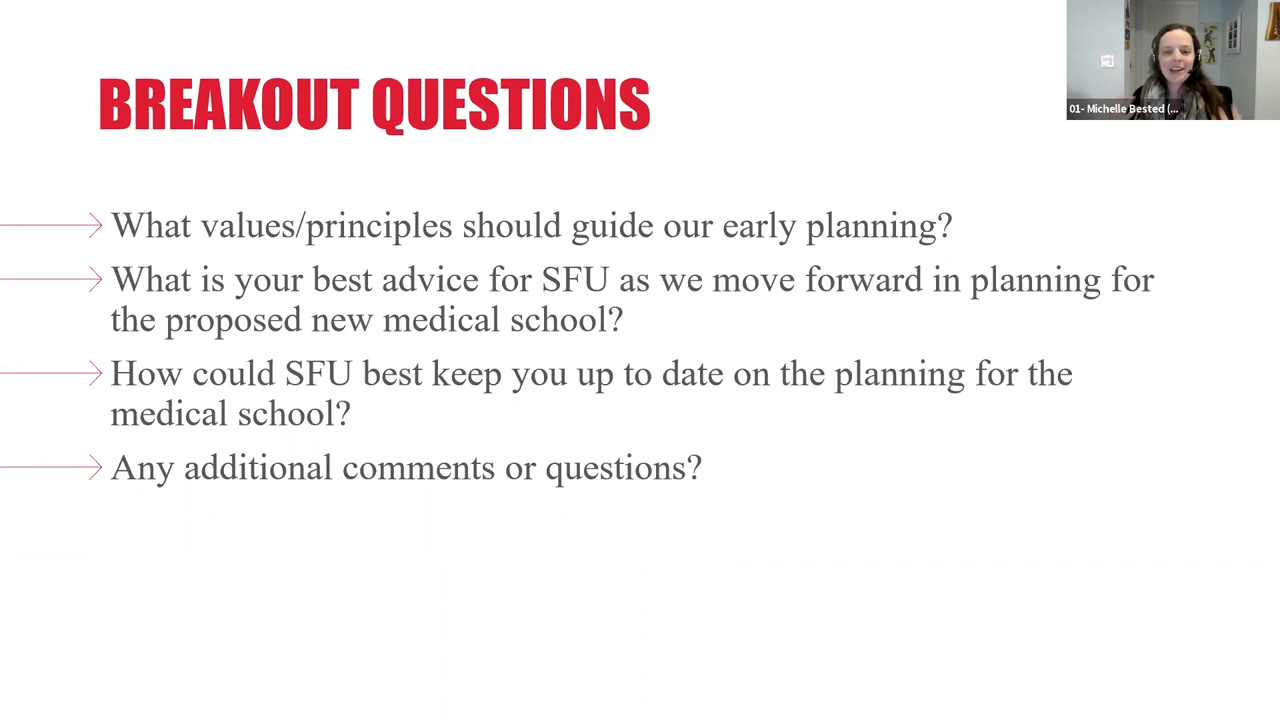 BREAKOUT QUESTIONS
01- Michelle Bested (...
What values/principles should guide our early planning?
What is your best advice for SFU as we move forward in planning for
the proposed new medical school?
How could SFU best keep you up to date on the planning for the
medical school?
Any additional comments or questions?